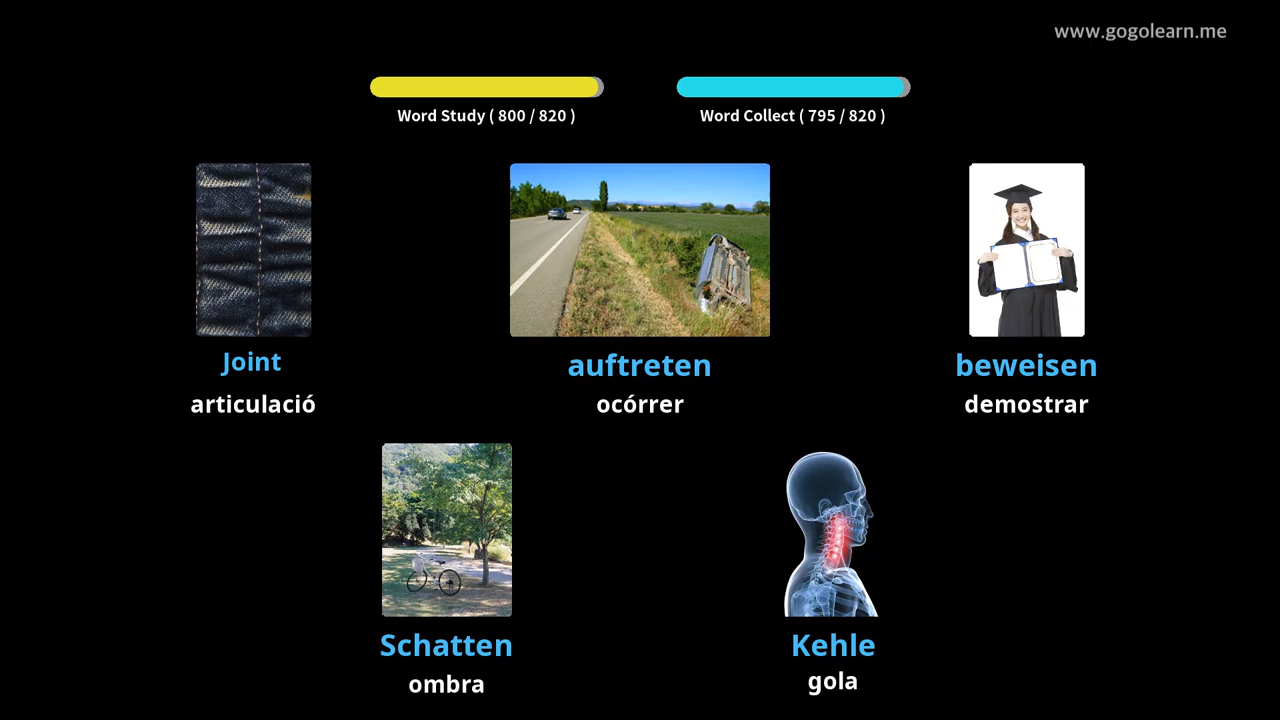 www.gogolearn.me
Word Study ( 800 / 820 )
Word Collect ( 795 / 820 )
Joint
auftreten
beweisen
articulació
ocórrer
demostrar
Schatten
Kehle
ombra
gola